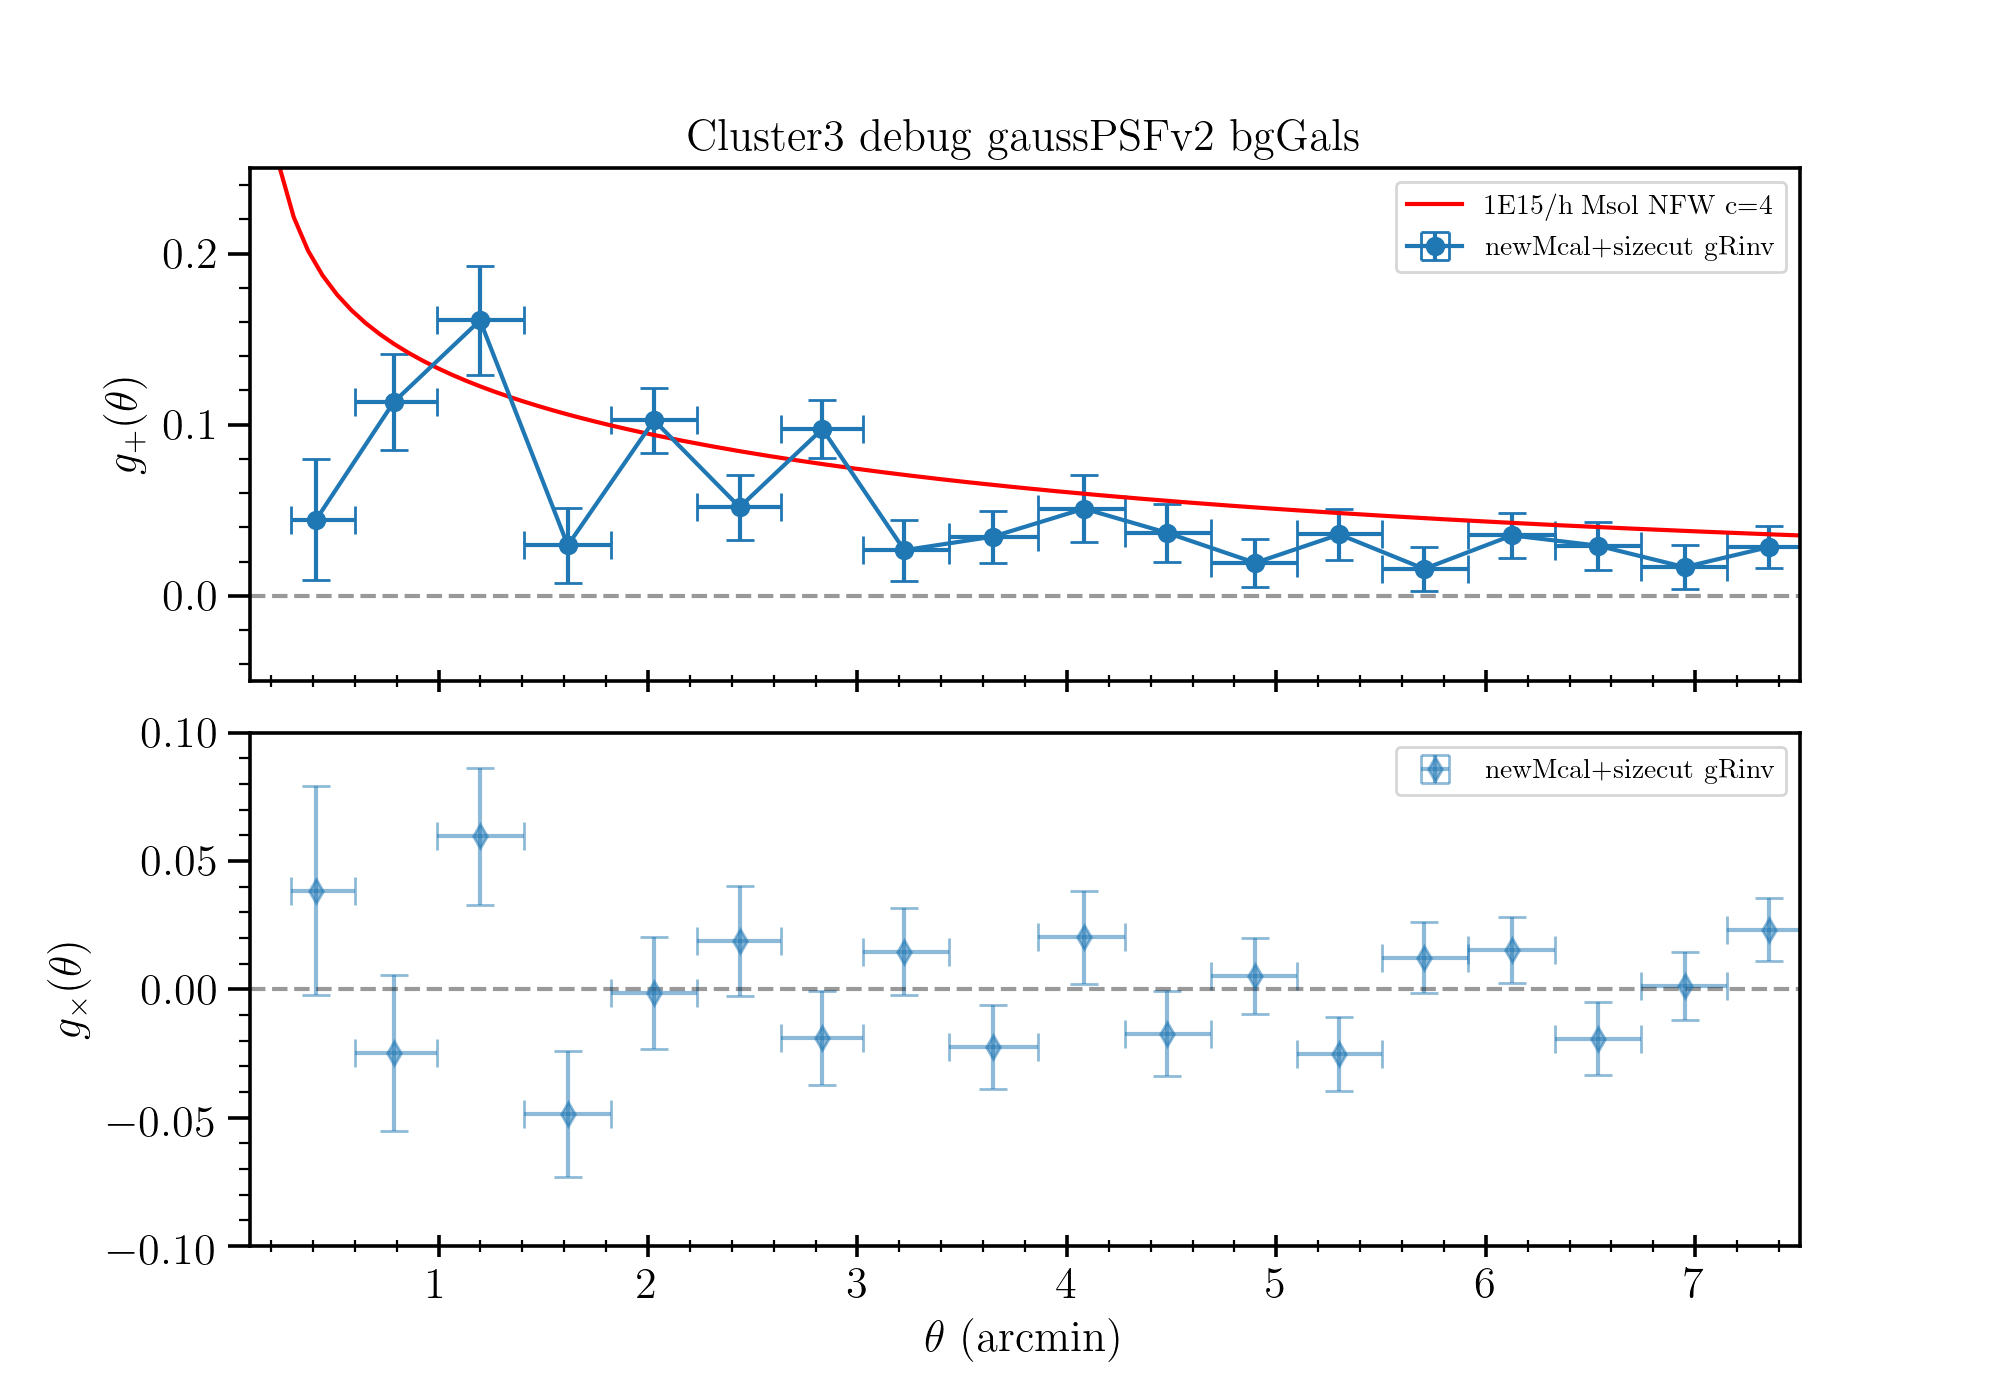 Cluster3 debug gaussPSFv2 bgGals
1E15/h Msol NFW c=4
newMcal+sizecut gRinv
g₊(θ)
0.2
0.1
0.0
newMcal+sizecut gRinv
g×(θ)
0.10
0.05
0.00
−0.05
−0.10
1 2 3 4 5 6 7
θ (arcmin)